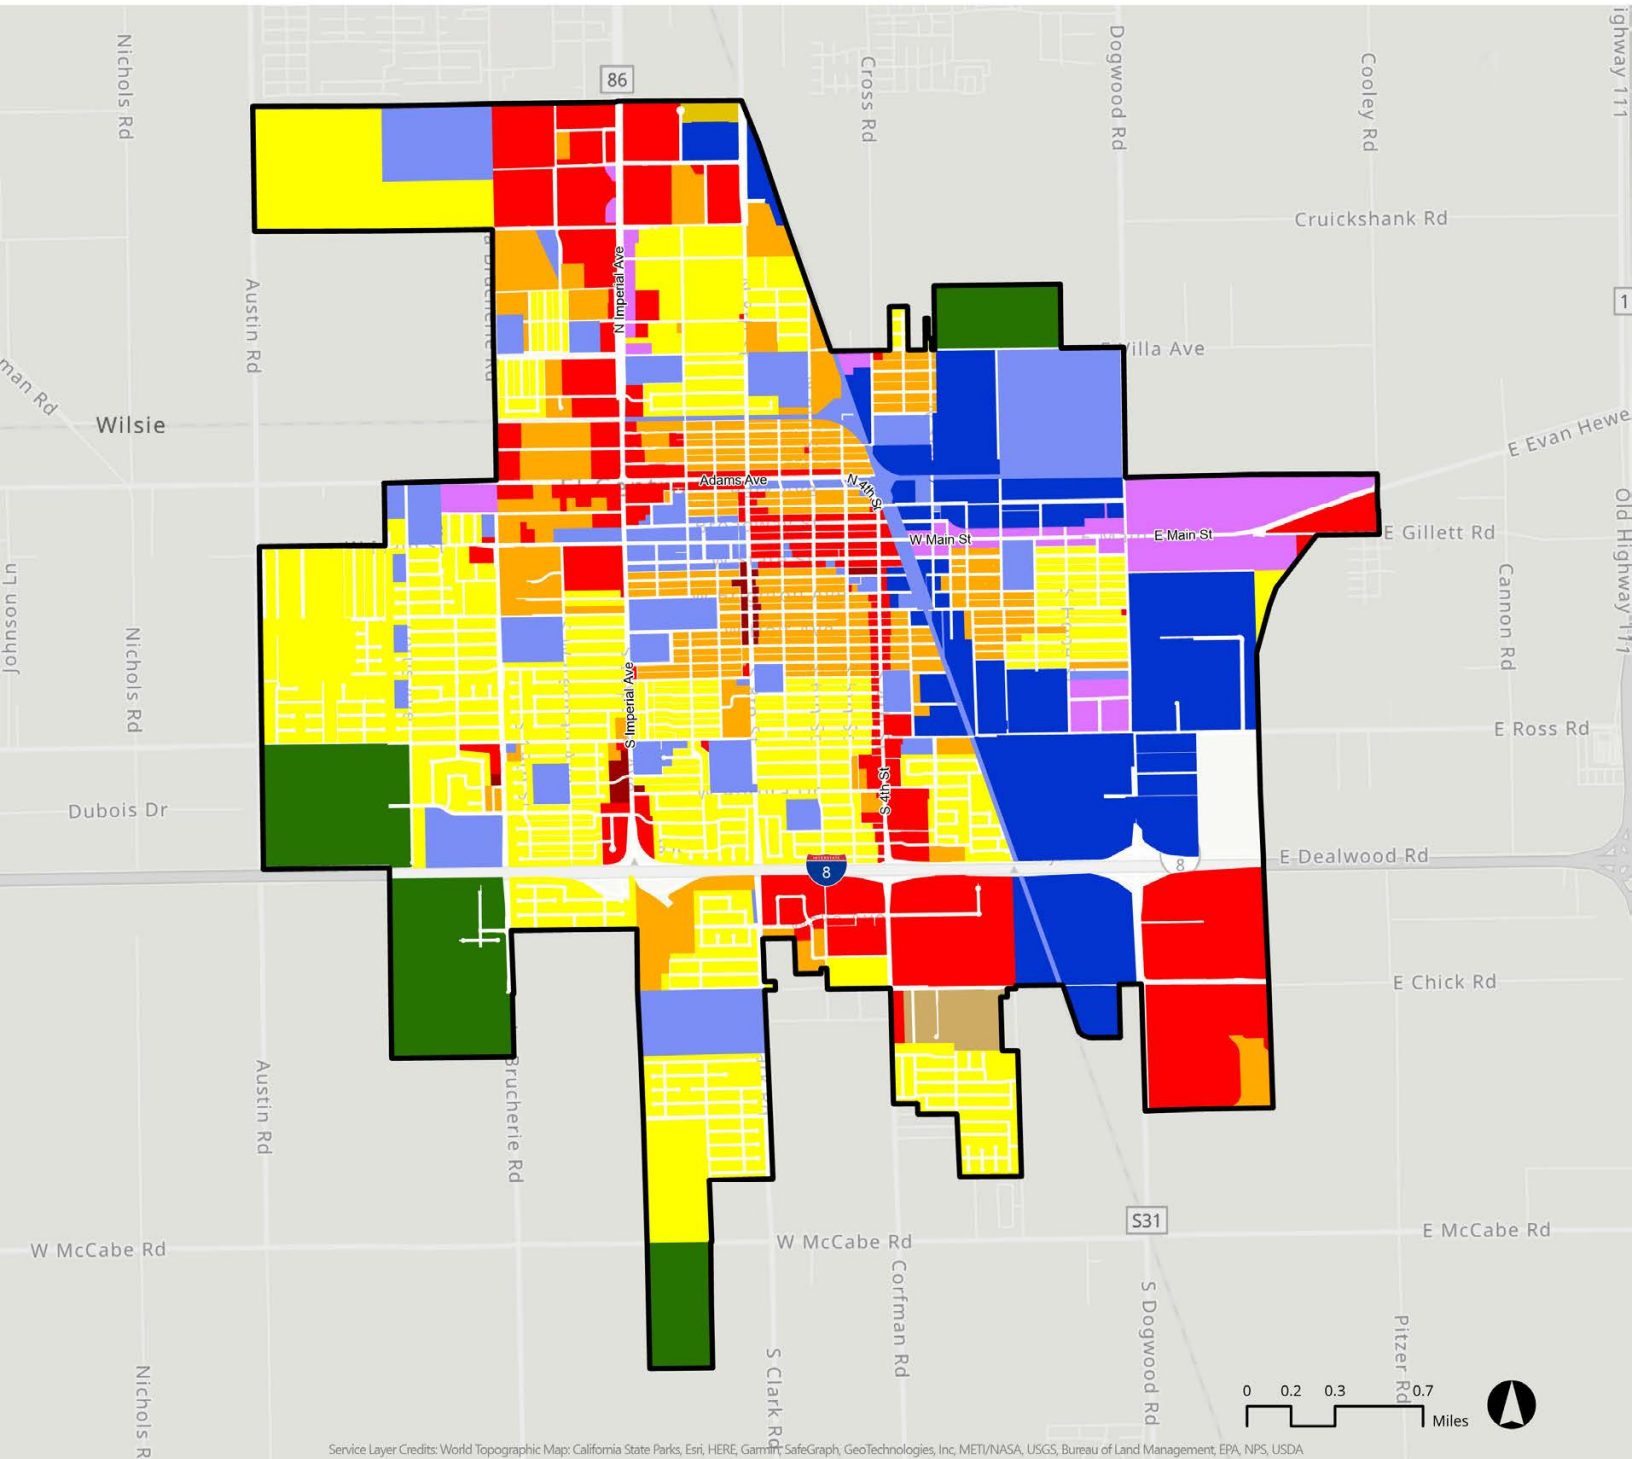 86
Nichols Rd
Cross Rd
Dogwood Rd
Cooley Rd
ighway 111
Cruickshank Rd
Austin Rd
N Imperial Ave
1
Villa Ave
man Rd
Wilsie
E Evan Hewe
Adams Ave
N 4th St
W Main St
E Main St
E Gillett Rd
Old Highway 111
Johnson Ln
Nichols Rd
Cannon Rd
S Imperial Ave
E Ross Rd
S 4th St
Dubois Dr
INTERSTATE
8
8
E Dealwood Rd
E Chick Rd
Austin Rd
Brucherie Rd
W McCabe Rd
W McCabe Rd
S31
E McCabe Rd
Corfman Rd
S Dogwood Rd
Pitzer Rd
S Clark Rd
Nichols R
0 0.2 0.3 0.7
Miles
Service Layer Credits: World Topographic Map: California State Parks, Esri, HERE, Garmin, SafeGraph, GeoTechnologies, Inc, METI/NASA, USGS, Bureau of Land Management, EPA, NPS, USDA